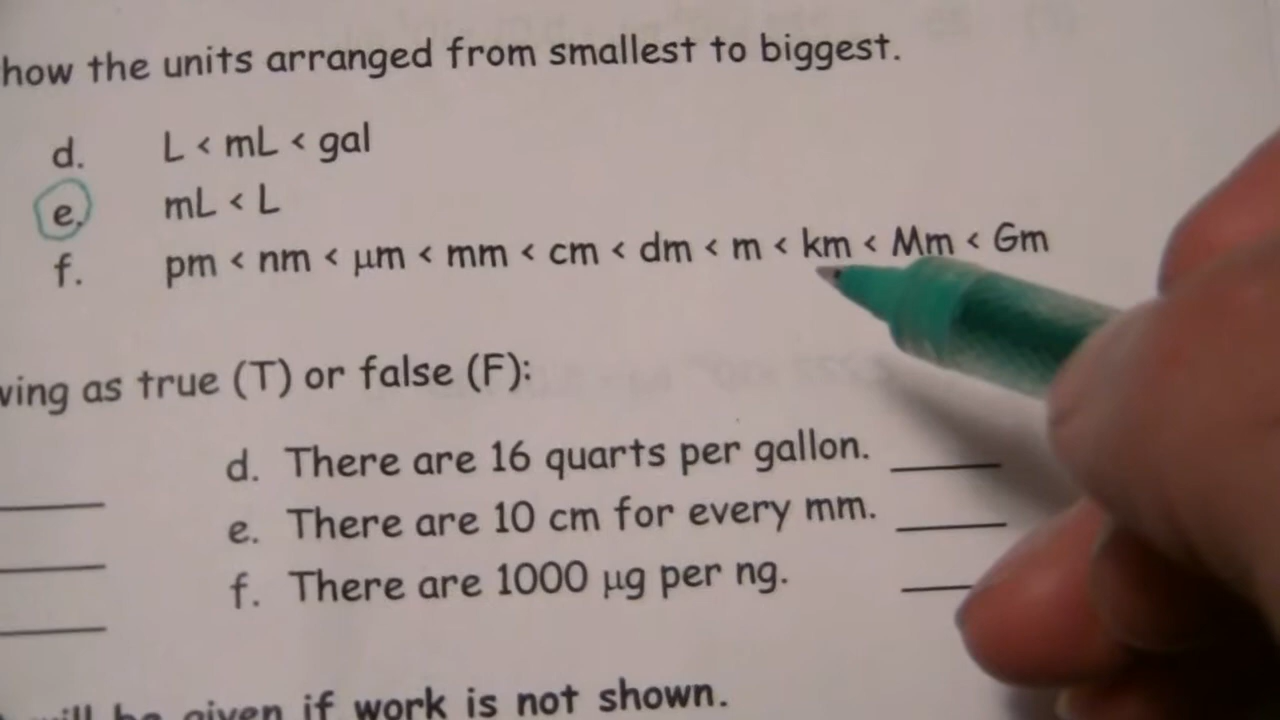 how the units arranged from smallest to biggest.
d. L < mL < gal
e. mL < L
f. pm < nm < μm < mm < cm < dm < m < km < Mm < Gm
ving as true (T) or false (F):
d. There are 16 quarts per gallon.
e. There are 10 cm for every mm.
f. There are 1000 μg per ng.
will be given if work is not shown.